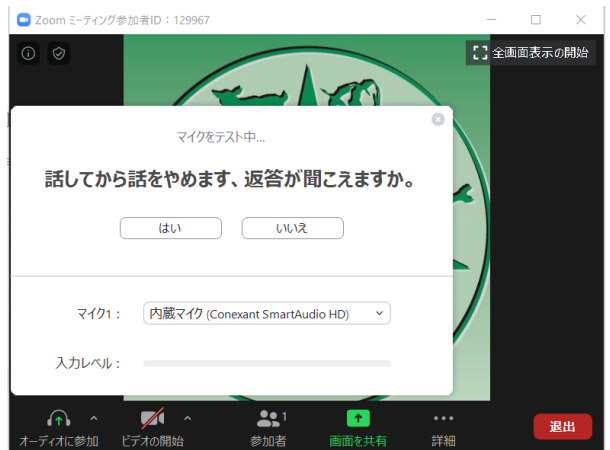 Zoom ミーティング参加者ID：129967
全画面表示の開始
マイクをテスト中...
話してから話をやめます、返答が聞こえますか。
はい
いいえ
マイク1：
内蔵マイク (Conexant SmartAudio HD)
入力レベル：
1
オーディオに参加
ビデオの開始
参加者
画面を共有
詳細
退出